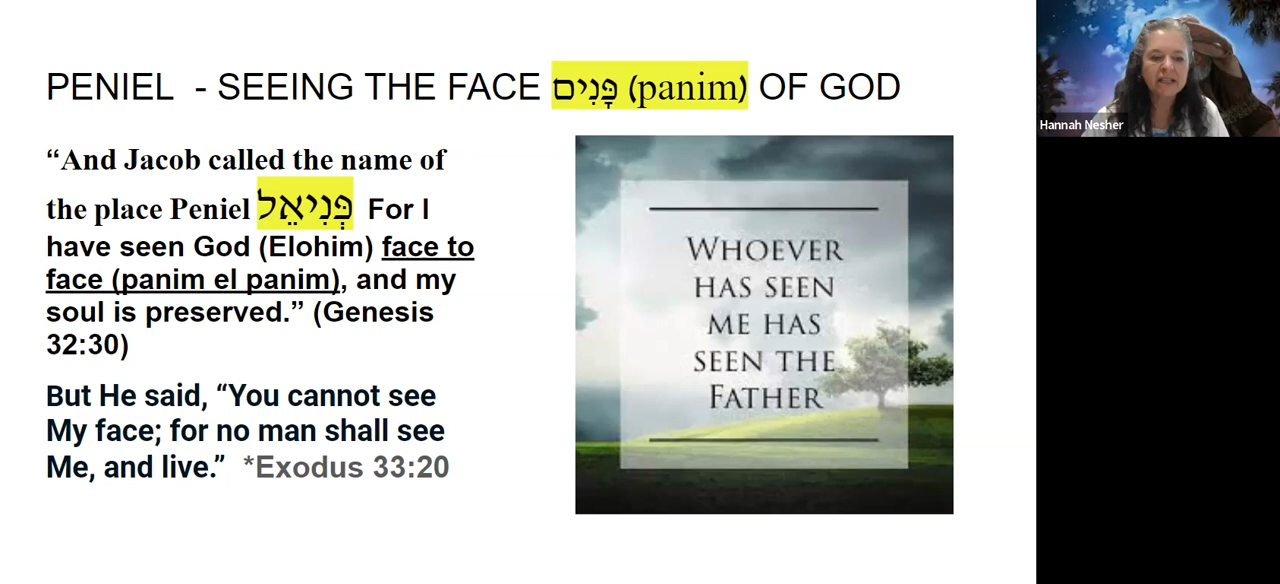 PENIEL - SEEING THE FACE פָּנִים (panim) OF GOD
“And Jacob called the name of
the place Peniel פְּנִיאֵל For I
have seen God (Elohim) face to
face (panim el panim), and my
soul is preserved.” (Genesis
32:30)
But He said, “You cannot see
My face; for no man shall see
Me, and live.” *Exodus 33:20
WHOEVER
HAS SEEN
ME HAS
SEEN THE
FATHER
Hannah Nesher